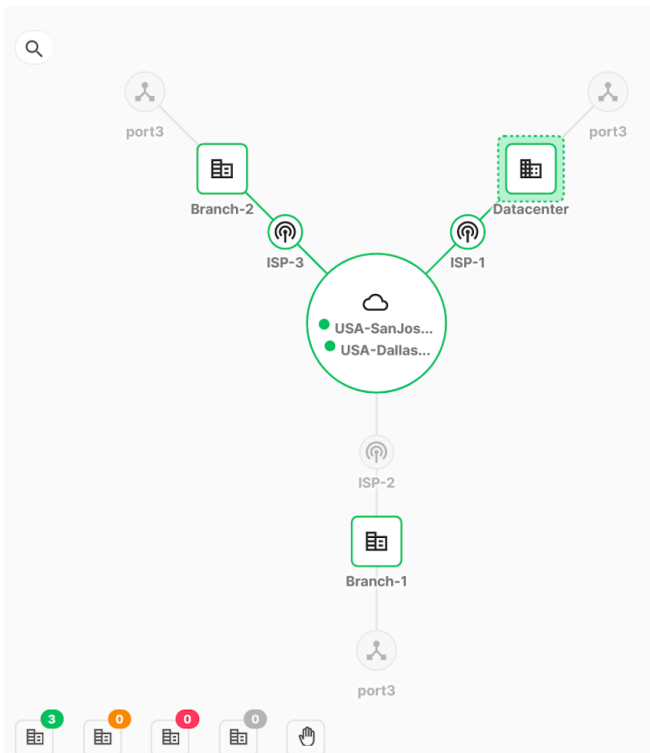 port3
port3
Branch-2
Datacenter
ISP-3
ISP-1
USA-SanJos...
USA-Dallas...
ISP-2
Branch-1
port3
3
0
0
0